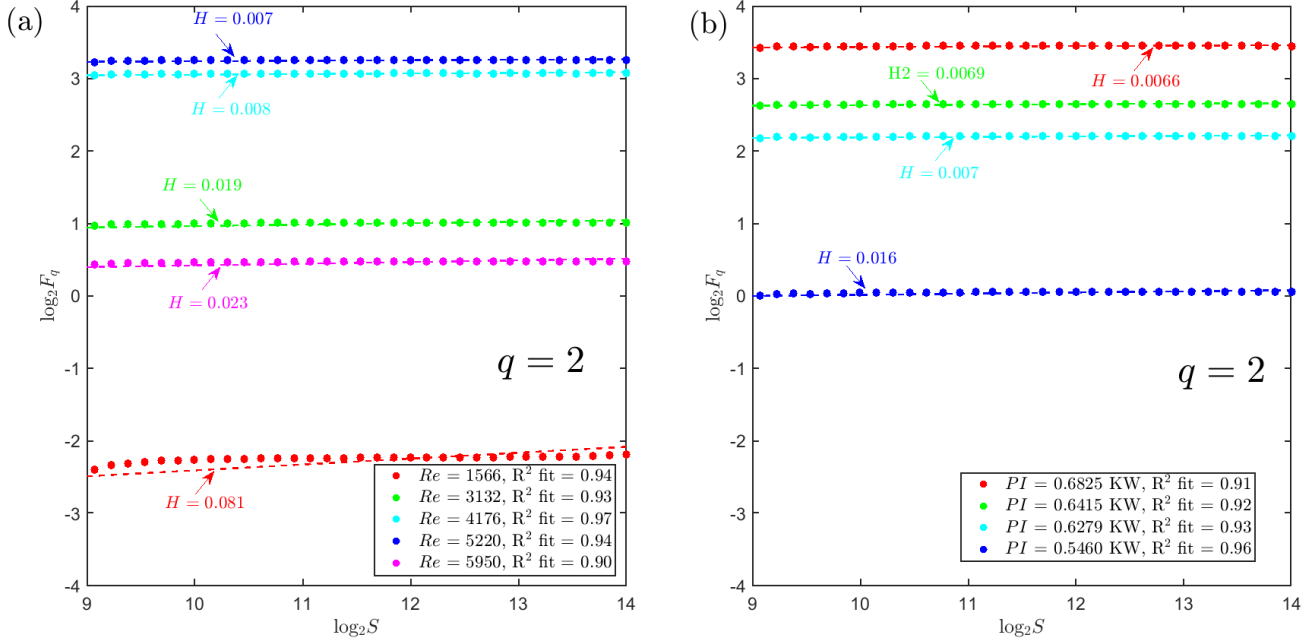 (a)
4
3
2
1
0
-1
-2
-3
-4
log₂F_q
H = 0.007
H = 0.008
H = 0.019
H = 0.023
q = 2
H = 0.081
Re = 1566, R² fit = 0.94
Re = 3132, R² fit = 0.93
Re = 4176, R² fit = 0.97
Re = 5220, R² fit = 0.94
Re = 5950, R² fit = 0.90
9 10 11 12 13 14
log₂S
(b)
4
3
2
1
0
-1
-2
-3
-4
log₂F_q
H2 = 0.0069
H = 0.0066
H = 0.007
H = 0.016
q = 2
PI = 0.6825 KW, R² fit = 0.91
PI = 0.6415 KW, R² fit = 0.92
PI = 0.6279 KW, R² fit = 0.93
PI = 0.5460 KW, R² fit = 0.96
9 10 11 12 13 14
log₂S